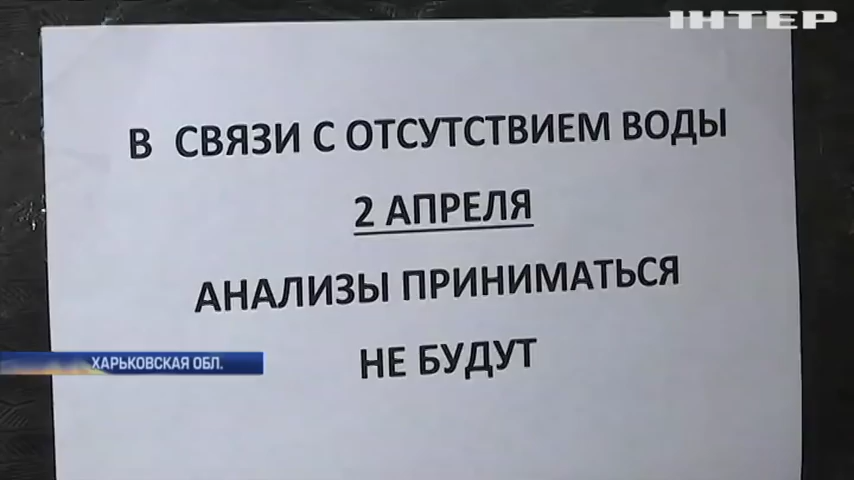 ІНТЕР
В СВЯЗИ С ОТСУТСТВИЕМ ВОДЫ
2 АПРЕЛЯ
АНАЛИЗЫ ПРИНИМАТЬСЯ
НЕ БУДУТ
ХАРЬКОВСКАЯ ОБЛ.